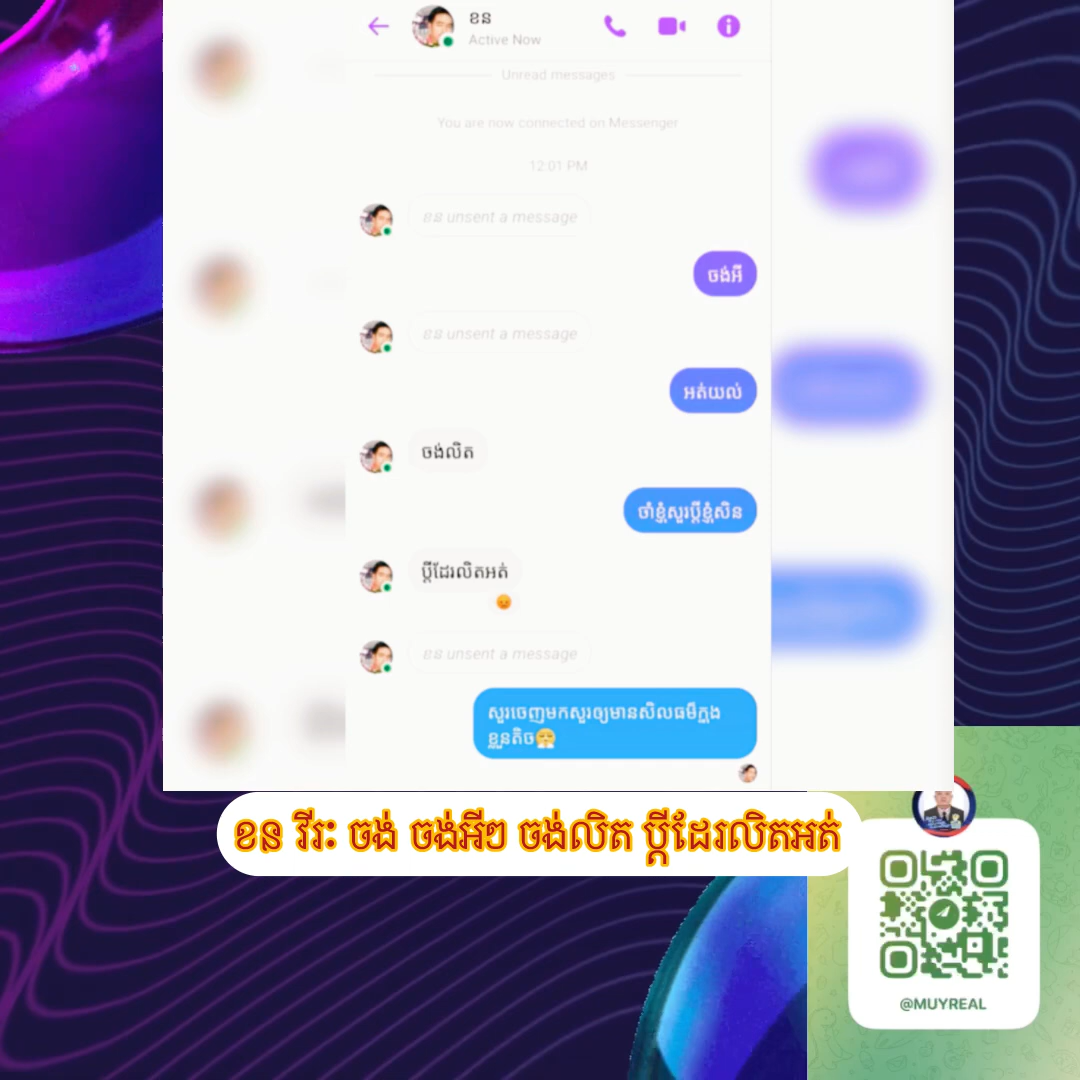 ខន
Active Now
Unread messages
You are now connected on Messenger
12:01 PM
ខន unsent a message
ចង់អី
ខន unsent a message
អត់យល់
ចង់លិត
ចាំខ្ញុំសួរប្ដីខ្ញុំសិន
ប្ដីដែរលិតអត់
ខន unsent a message
សួរចេញមកសួរឲ្យមានសិលធម៏ក្នុង
ខ្លួនតិច😤
ខន វីរៈ ចង់ ចង់អីៗ ចង់លិត ប្ដីដែរលិតអត់
@MUYREAL